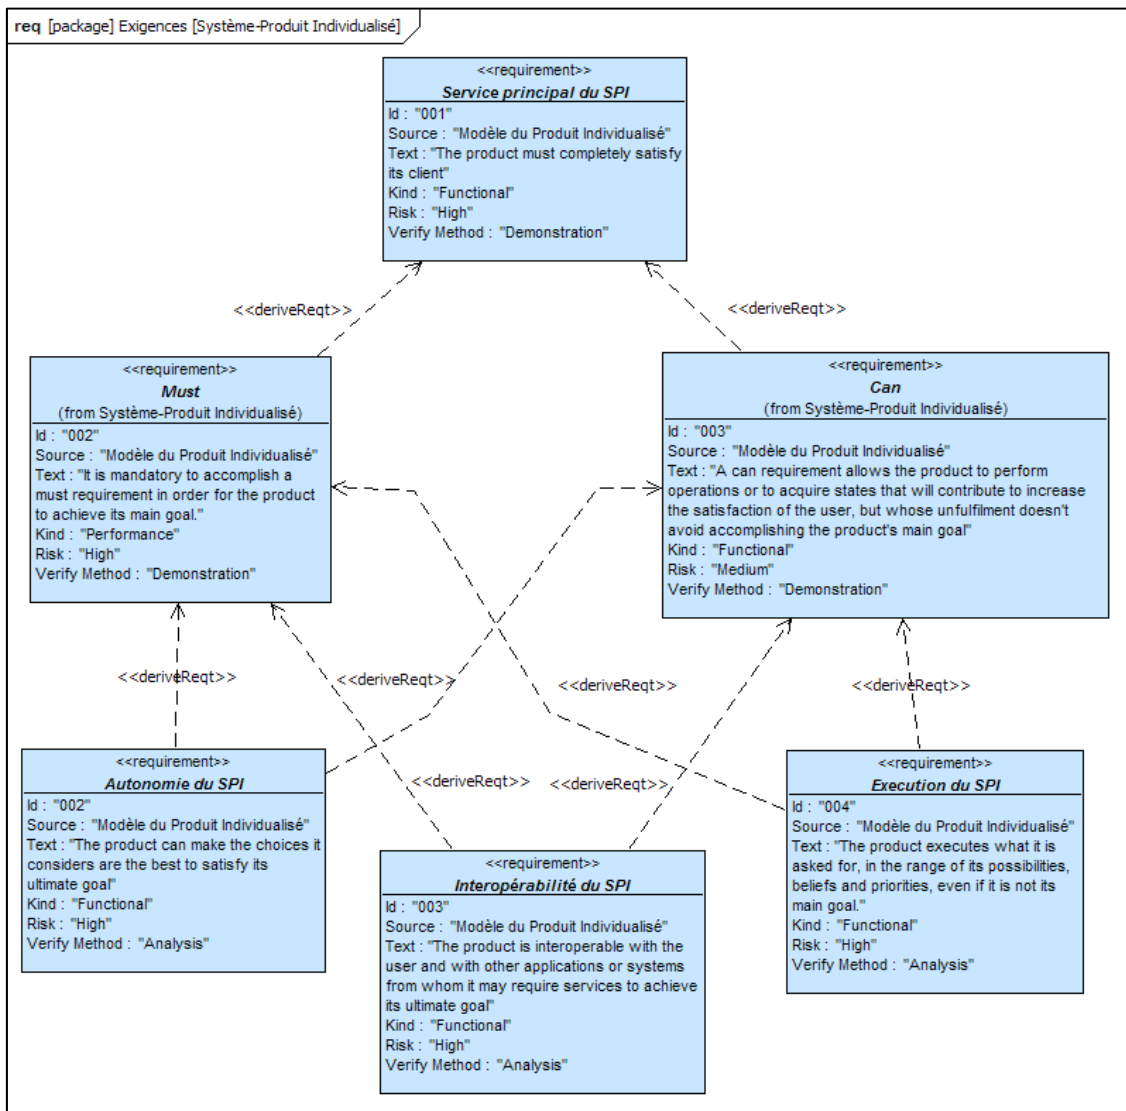 req [package] Exigences [Système-Produit Individualisé]
<<requirement>>
Service principal du SPI
Id : "001"
Source : "Modèle du Produit Individualisé"
Text : "The product must completely satisfy
its client"
Kind : "Functional"
Risk : "High"
Verify Method : "Demonstration"
<<deriveReqt>>
<<deriveReqt>>
<<requirement>>
Must
(from Système-Produit Individualisé)
Id : "002"
Source : "Modèle du Produit Individualisé"
Text : "It is mandatory to accomplish a
must requirement in order for the product
to achieve its main goal."
Kind : "Performance"
Risk : "High"
Verify Method : "Demonstration"
<<requirement>>
Can
(from Système-Produit Individualisé)
Id : "003"
Source : "Modèle du Produit Individualisé"
Text : "A can requirement allows the product to perform
operations or to acquire states that will contribute to increase
the satisfaction of the user, but whose unfulfilment doesn't
avoid accomplishing the product's main goal"
Kind : "Functional"
Risk : "Medium"
Verify Method : "Demonstration"
<<deriveReqt>>
<<deriveReqt>>
<<deriveReqt>>
<<deriveReqt>>
<<deriveReqt>>
<<deriveReqt>>
<<requirement>>
Autonomie du SPI
Id : "002"
Source : "Modèle du Produit Individualisé"
Text : "The product can make the choices it
considers are the best to satisfy its
ultimate goal"
Kind : "Functional"
Risk : "High"
Verify Method : "Analysis"
<<requirement>>
Interopérabilité du SPI
Id : "003"
Source : "Modèle du Produit Individualisé"
Text : "The product is interoperable with the
user and with other applications or systems
from whom it may require services to achieve
its ultimate goal"
Kind : "Functional"
Risk : "High"
Verify Method : "Analysis"
<<requirement>>
Execution du SPI
Id : "004"
Source : "Modèle du Produit Individualisé"
Text : "The product executes what it is
asked for, in the range of its possibilities,
beliefs and priorities, even if it is not its
main goal."
Kind : "Functional"
Risk : "High"
Verify Method : "Analysis"